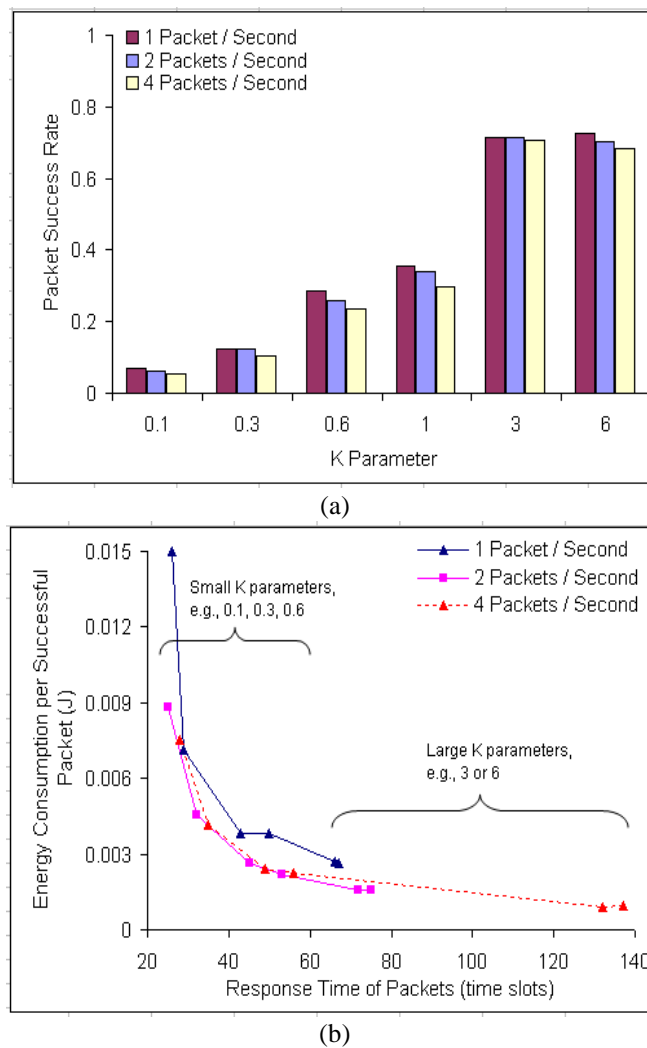 1 Packet / Second
2 Packets / Second
4 Packets / Second
Packet Success Rate
1
0.8
0.6
0.4
0.2
0
0.1 0.3 0.6 1 3 6
K Parameter
(a)
1 Packet / Second
2 Packets / Second
4 Packets / Second
Small K parameters,
e.g., 0.1, 0.3, 0.6
Large K parameters,
e.g., 3 or 6
Energy Consumption per Successful
Packet (J)
0.015
0.012
0.009
0.006
0.003
0
20 40 60 80 100 120 140
Response Time of Packets (time slots)
(b)